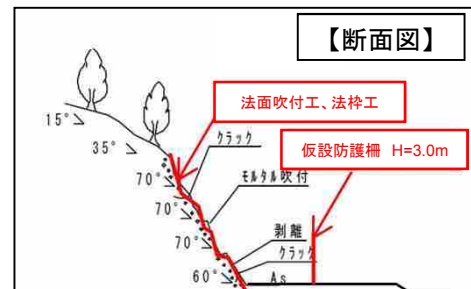 【断面図】
法面吹付工、法枠工
15°
35°
クラック
仮設防護柵 H=3.0m
70°
モルタル吹付
70°
70°
剥離
クラック
60°
As